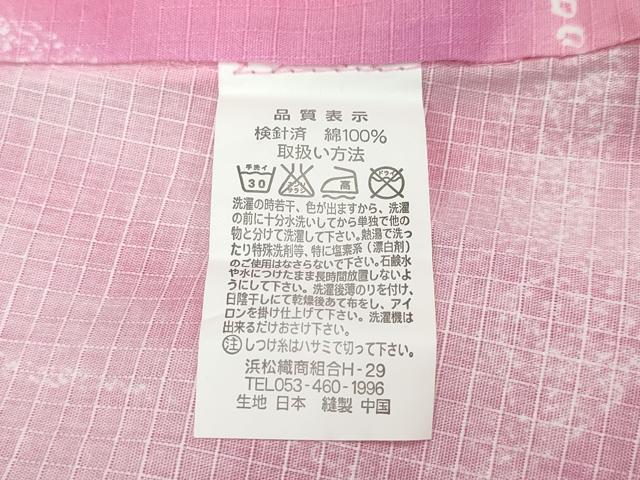 品質表示
検針済 綿100%
取扱い方法
手洗イ 30 エンソサラシ 高 ドライ
洗濯の時若干、色が出ますから、洗濯
の前に十分水洗いしてから単独で他の
物と分けて洗濯して下さい。熱湯で洗っ
たり特殊洗剤等、特に塩素系(漂白剤)
のご使用はなさらないで下さい。石鹸水
や水につけたまま長時間放置しないよ
うにして下さい。洗濯後薄のりを付け、
日陰干しにて乾燥後あて布をし、アイ
ロンを掛け仕上げて下さい。洗濯機は
出来るだけおさけ下さい。
注 しつけ糸はハサミで切って下さい。
浜松織商組合H-29
TEL053-460-1996
生地 日本 縫製 中国